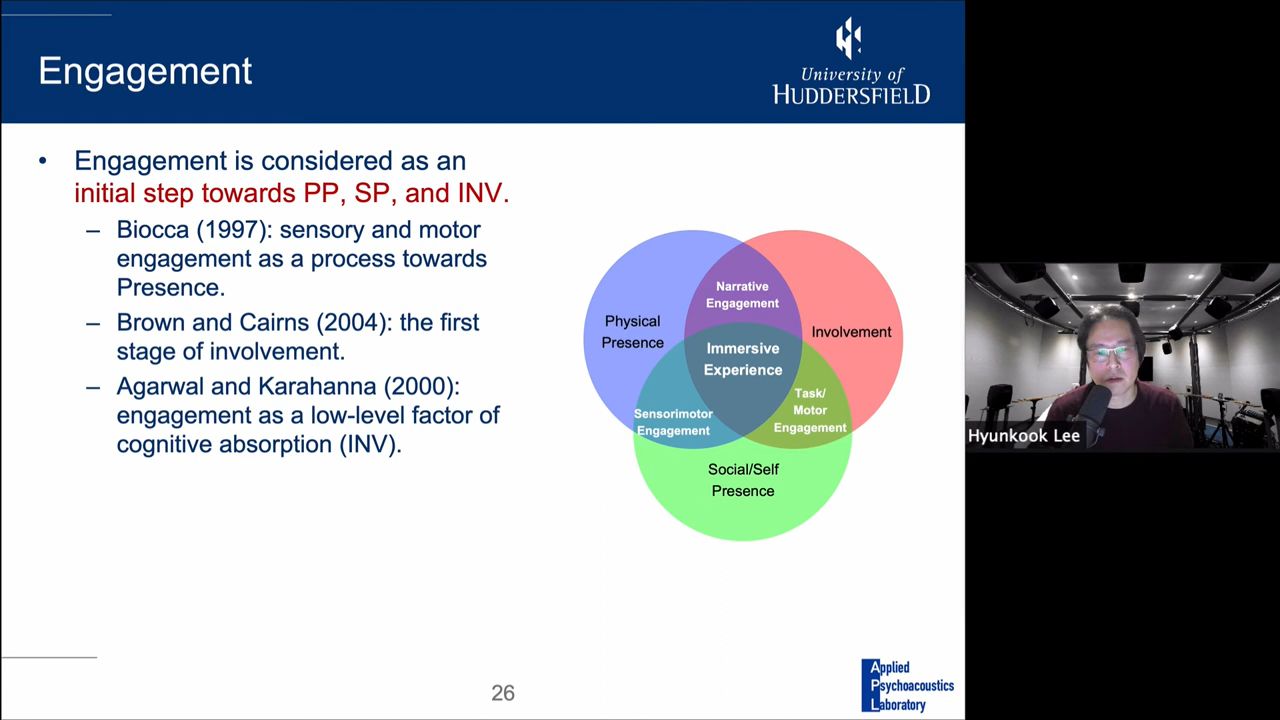 Engagement
University of
HUDDERSFIELD
• Engagement is considered as an
initial step towards PP, SP, and INV.
– Biocca (1997): sensory and motor
engagement as a process towards
Presence.
– Brown and Cairns (2004): the first
stage of involvement.
– Agarwal and Karahanna (2000):
engagement as a low-level factor of
cognitive absorption (INV).
Narrative
Engagement
Physical
Presence
Involvement
Immersive
Experience
Sensorimotor
Engagement
Task/
Motor
Engagement
Social/Self
Presence
Hyunkook Lee
26
Applied
Psychoacoustics
Laboratory